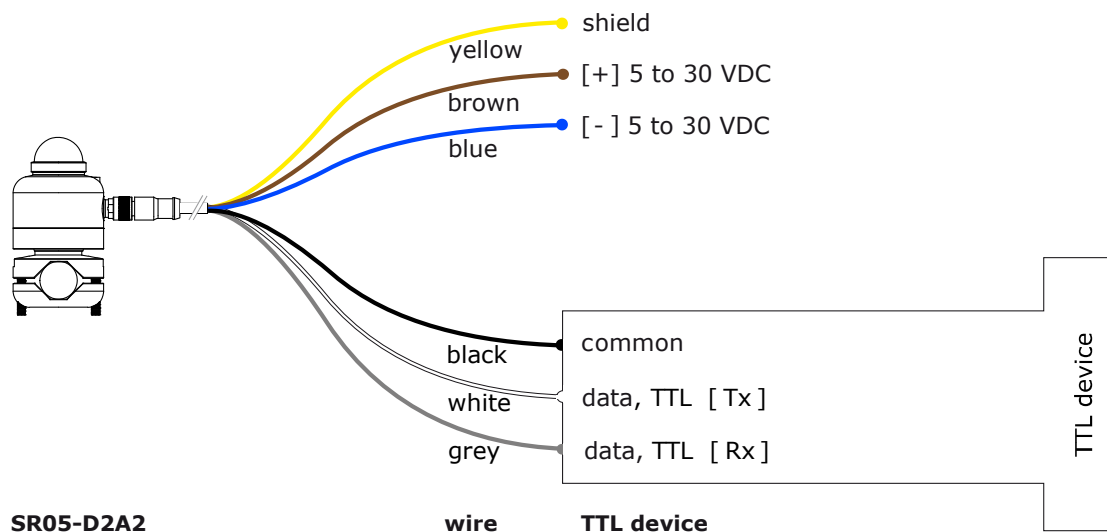 shield
yellow
[+] 5 to 30 VDC
brown
[-] 5 to 30 VDC
blue
common
black
data, TTL [ Tx ]
white
data, TTL [ Rx ]
grey
TTL device
SR05-D2A2 wire TTL device